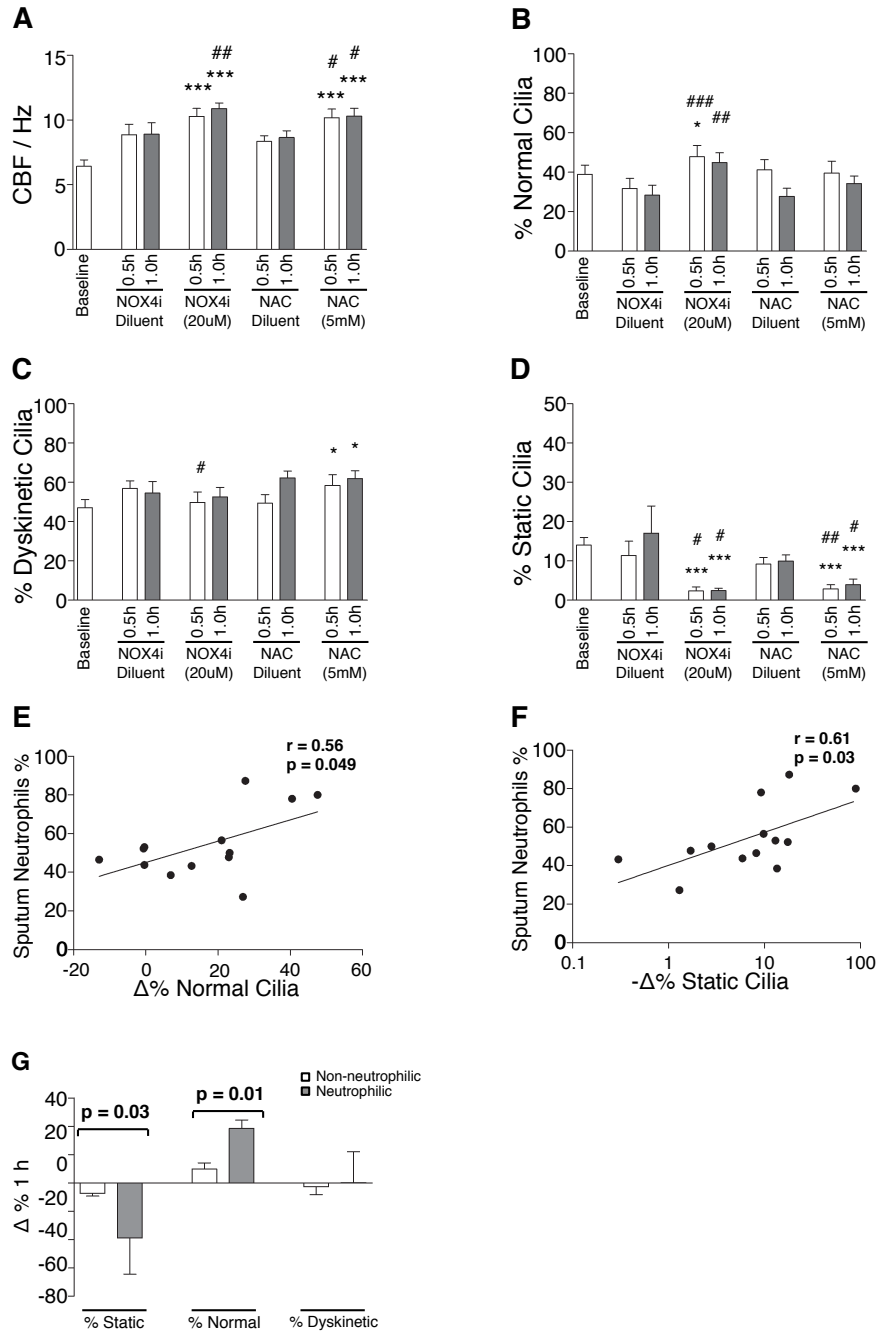 A
15
10
5
0
CBF / Hz
##
***
***
#
#
***
***
Baseline
0.5h
1.0h
0.5h
1.0h
0.5h
1.0h
0.5h
1.0h
NOX4i
Diluent
NOX4i
(20uM)
NAC
Diluent
NAC
(5mM)
B
100
80
60
40
20
0
% Normal Cilia
###
##
*
Baseline
0.5h
1.0h
0.5h
1.0h
0.5h
1.0h
0.5h
1.0h
NOX4i
Diluent
NOX4i
(20uM)
NAC
Diluent
NAC
(5mM)
C
100
80
60
40
20
0
% Dyskinetic Cilia
#
*
*
Baseline
0.5h
1.0h
0.5h
1.0h
0.5h
1.0h
0.5h
1.0h
NOX4i
Diluent
NOX4i
(20uM)
NAC
Diluent
NAC
(5mM)
D
50
40
30
20
10
0
% Static Cilia
#
#
***
***
##
#
***
***
Baseline
0.5h
1.0h
0.5h
1.0h
0.5h
1.0h
0.5h
1.0h
NOX4i
Diluent
NOX4i
(20uM)
NAC
Diluent
NAC
(5mM)
E
r = 0.56
p = 0.049
100
80
60
40
20
0
Sputum Neutrophils %
-20
0
20
40
60
Δ% Normal Cilia
F
r = 0.61
p = 0.03
100
80
60
40
20
0
Sputum Neutrophils %
0.1
1
10
100
-Δ% Static Cilia
G
Non-neutrophilic
Neutrophilic
p = 0.03
p = 0.01
40
20
0
-20
-40
-60
-80
Δ % 1 h
% Static
% Normal
% Dyskinetic